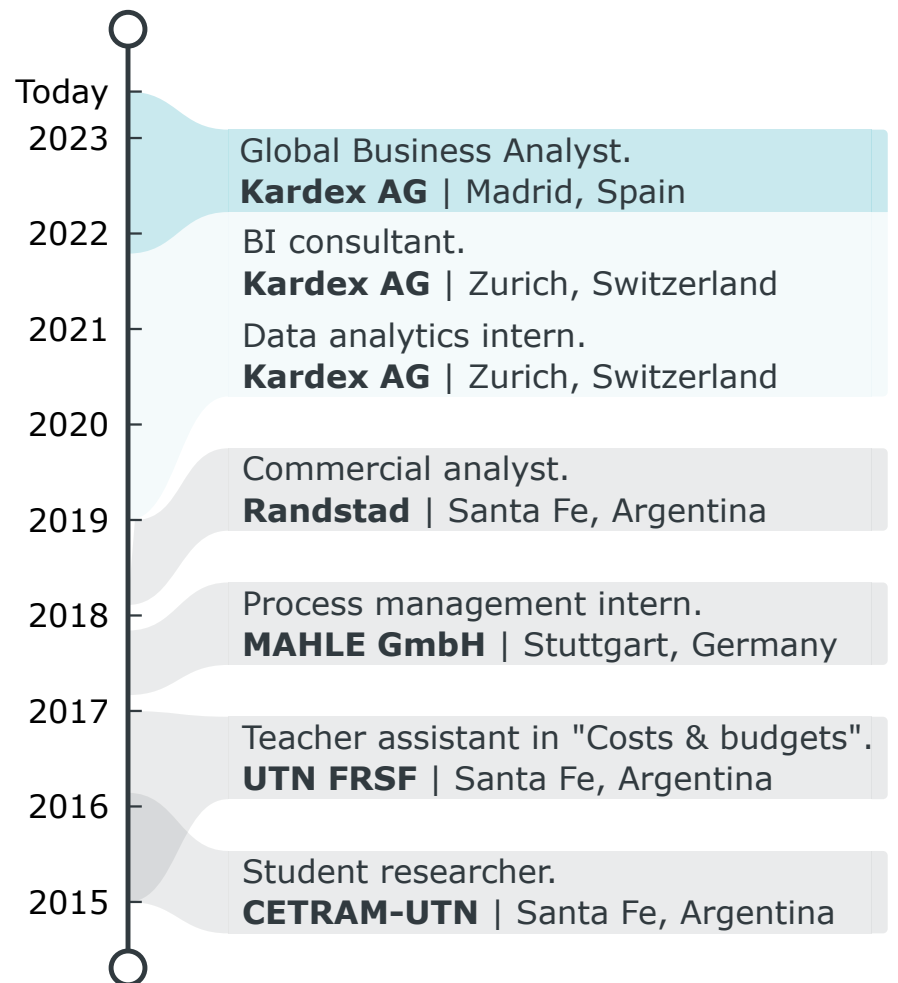 Today
2023
Global Business Analyst.
Kardex AG | Madrid, Spain
2022
BI consultant.
Kardex AG | Zurich, Switzerland
2021
Data analytics intern.
Kardex AG | Zurich, Switzerland
2020
Commercial analyst.
Randstad | Santa Fe, Argentina
2019
Process management intern.
2018
MAHLE GmbH | Stuttgart, Germany
2017
Teacher assistant in "Costs & budgets".
UTN FRSF | Santa Fe, Argentina
2016
Student researcher.
2015
CETRAM-UTN | Santa Fe, Argentina